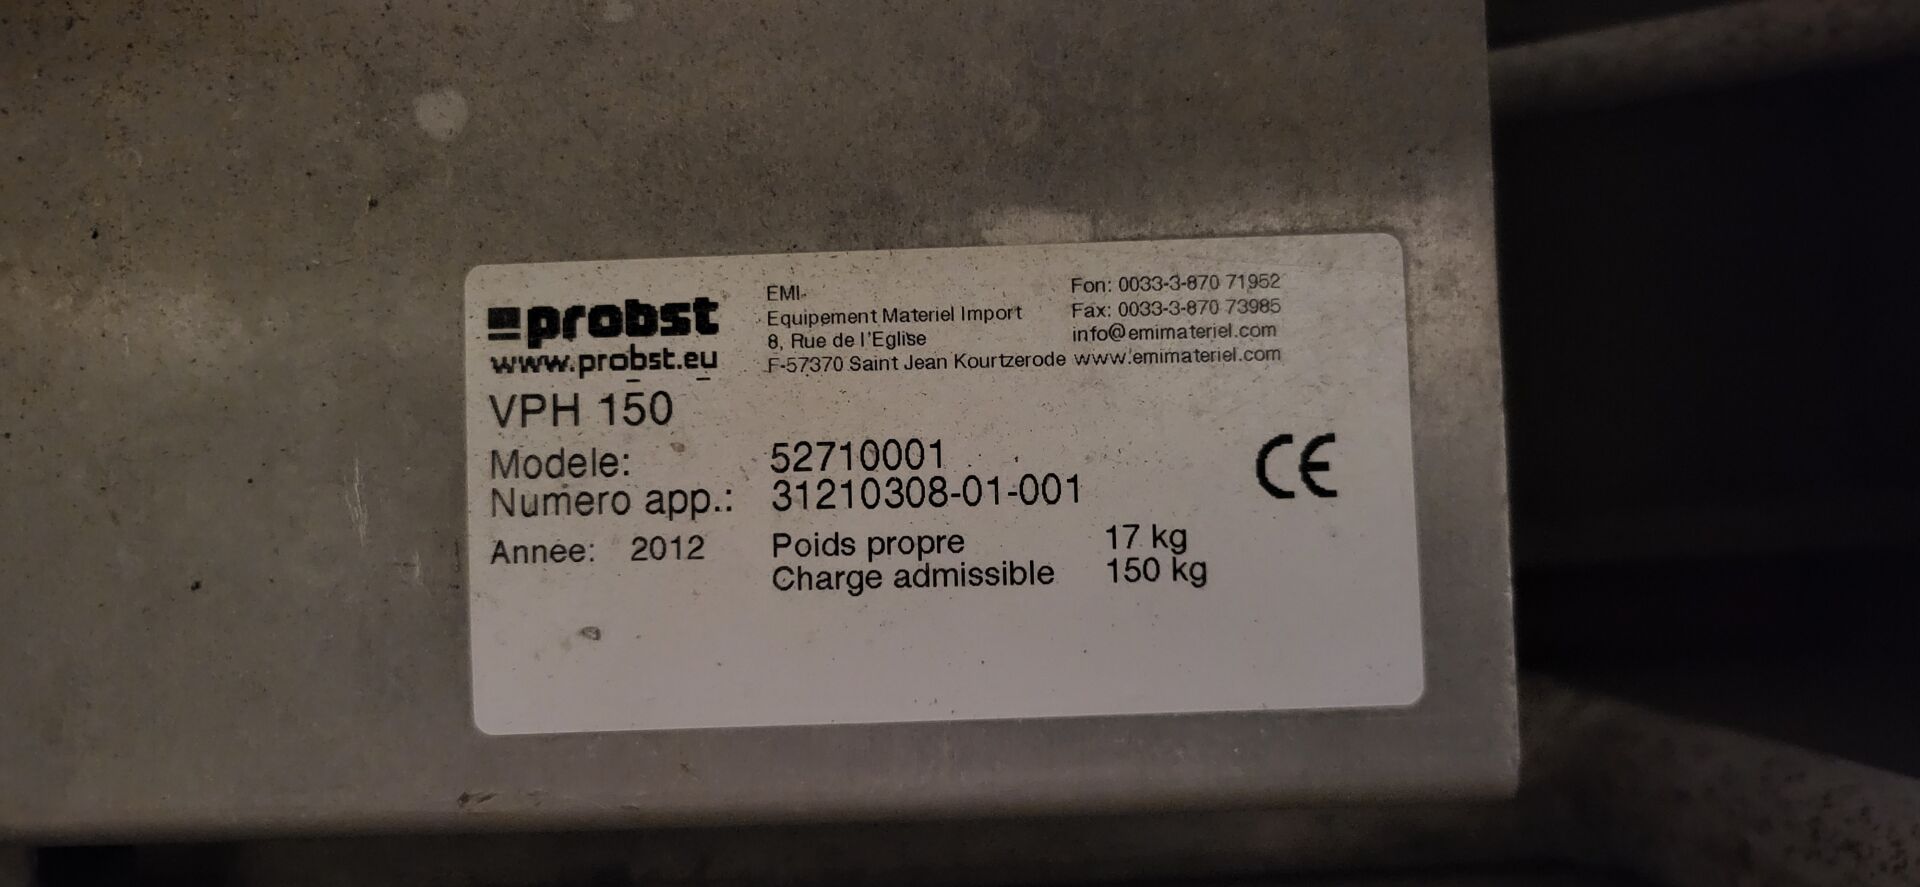 probst
www.probst.eu
EMI
Equipement Materiel Import
8, Rue de l'Eglise
F-57370 Saint Jean Kourtzerode
Fon: 0033-3-870 71952
Fax: 0033-3-870 73985
info@emimateriel.com
www.emimateriel.com
VPH 150
Modele: 52710001
Numero app.: 31210308-01-001
CE
Annee: 2012
Poids propre 17 kg
Charge admissible 150 kg